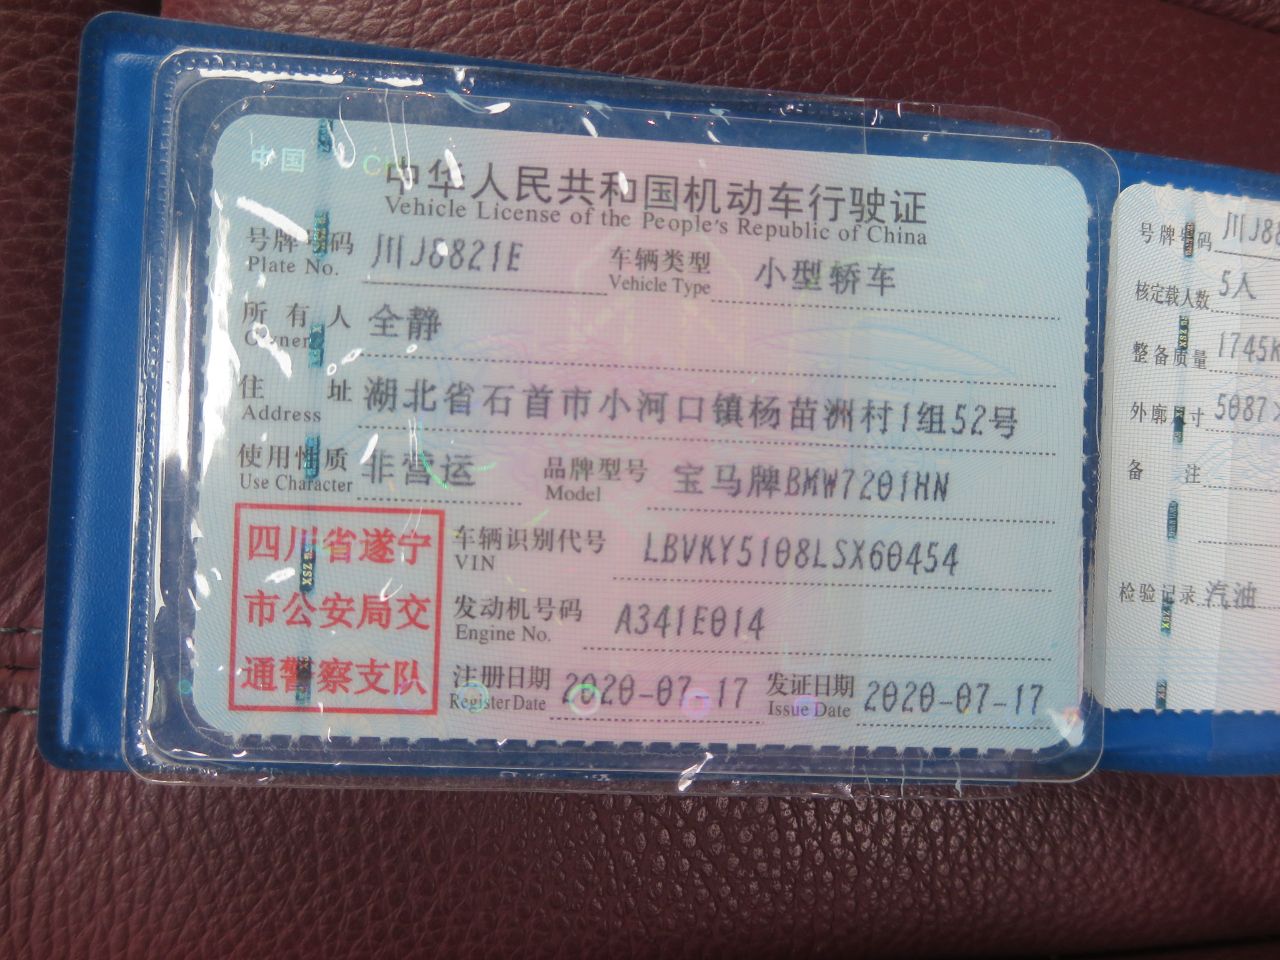 中国
中华人民共和国机动车行驶证
Vehicle License of the People's Republic of China
号牌号码 川J8821E 车辆类型 小型轿车
Plate No. Vehicle Type
所有人 全静
Owner
住址 湖北省石首市小河口镇杨苗洲村1组52号
Address
使用性质 非营运 品牌型号 宝马牌BMW7201HN
Use Character Model
四川省遂宁
市公安局交
通警察支队
车辆识别代号 LBVKY5108LSX60454
VIN
发动机号码 A341E014
Engine No.
注册日期 2020-07-17 发证日期 2020-07-17
Register Date Issue Date
号牌号码 川J88
核定载人数 5人
整备质量 1745K
外廓尺寸 5087
备注
检验记录 汽油